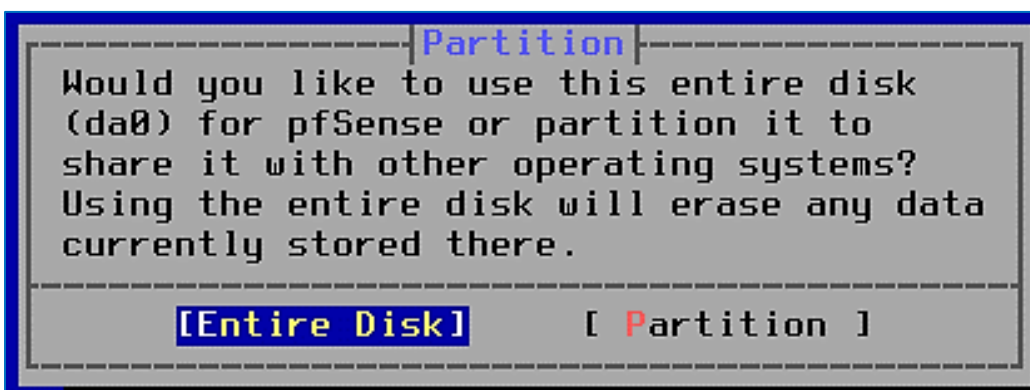 Partition
Would you like to use this entire disk
(da0) for pfSense or partition it to
share it with other operating systems?
Using the entire disk will erase any data
currently stored there.
[Entire Disk] [ Partition ]